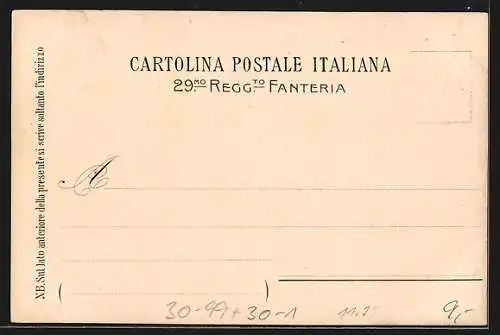 CARTOLINA POSTALE ITALIANA
29.MO REGG.TO FANTERIA
NB. Sul lato anteriore della presente si scrive soltanto l'indirizzo
A
(                    )
30-99+30-1
9,-